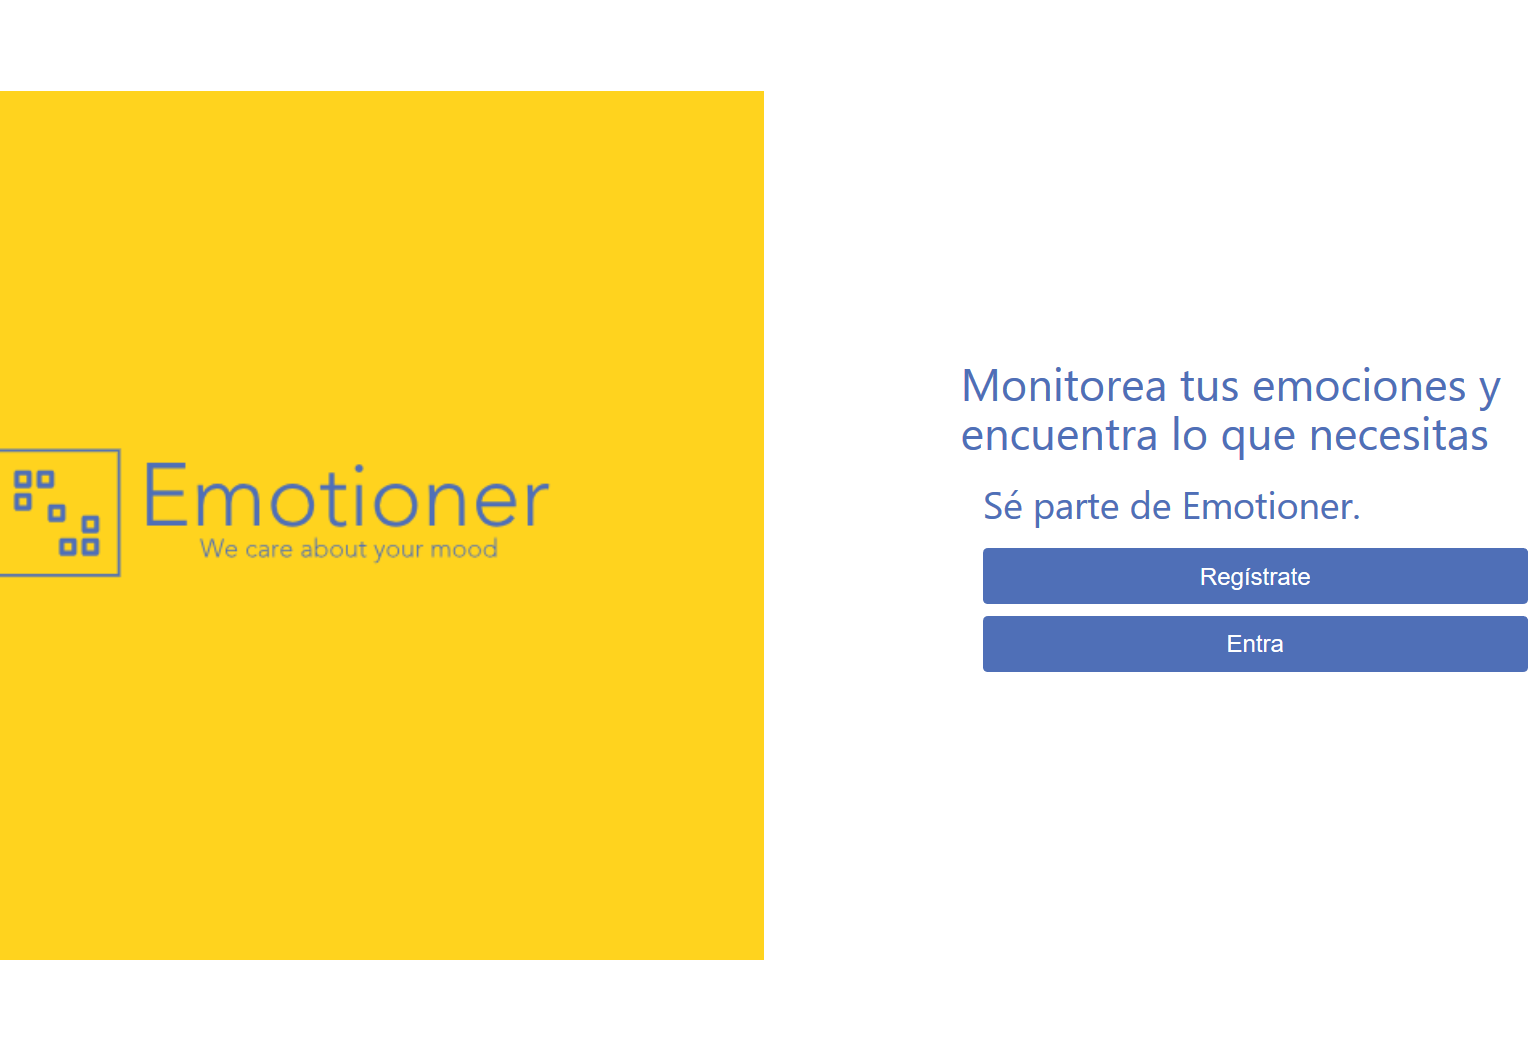 Emotioner
We care about your mood
Monitorea tus emociones y
encuentra lo que necesitas
Sé parte de Emotioner.
Regístrate
Entra